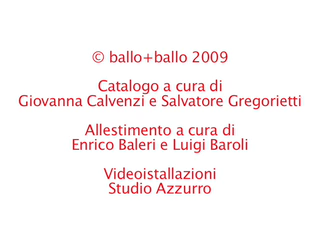 © ballo+ballo 2009
Catalogo a cura di
Giovanna Calvenzi e Salvatore Gregorietti
Allestimento a cura di
Enrico Baleri e Luigi Baroli
Videoistallazioni
Studio Azzurro